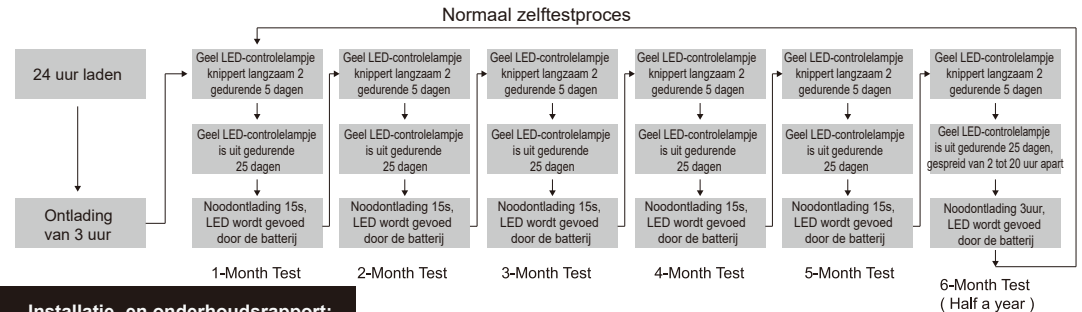 Normaal zelftestproces
24 uur laden
Ontlading
van 3 uur
Geel LED-controlelampje
knippert langzaam 2
gedurende 5 dagen
Geel LED-controlelampje
is uit gedurende
25 dagen
Noodontlading 15s,
LED wordt gevoed
door de batterij
1-Month Test
Geel LED-controlelampje
knippert langzaam 2
gedurende 5 dagen
Geel LED-controlelampje
is uit gedurende
25 dagen
Noodontlading 15s,
LED wordt gevoed
door de batterij
2-Month Test
Geel LED-controlelampje
knippert langzaam 2
gedurende 5 dagen
Geel LED-controlelampje
is uit gedurende
25 dagen
Noodontlading 15s,
LED wordt gevoed
door de batterij
3-Month Test
Geel LED-controlelampje
knippert langzaam 2
gedurende 5 dagen
Geel LED-controlelampje
is uit gedurende
25 dagen
Noodontlading 15s,
LED wordt gevoed
door de batterij
4-Month Test
Geel LED-controlelampje
knippert langzaam 2
gedurende 5 dagen
Geel LED-controlelampje
is uit gedurende
25 dagen
Noodontlading 15s,
LED wordt gevoed
door de batterij
5-Month Test
Geel LED-controlelampje
knippert langzaam 2
gedurende 5 dagen
Geel LED-controlelampje
is uit gedurende 25 dagen,
gespreid van 2 tot 20 uur apart
Noodontlading 3uur,
LED wordt gevoed
door de batterij
6-Month Test
( Half a year )
Installatie- en onderhoudsrapport: